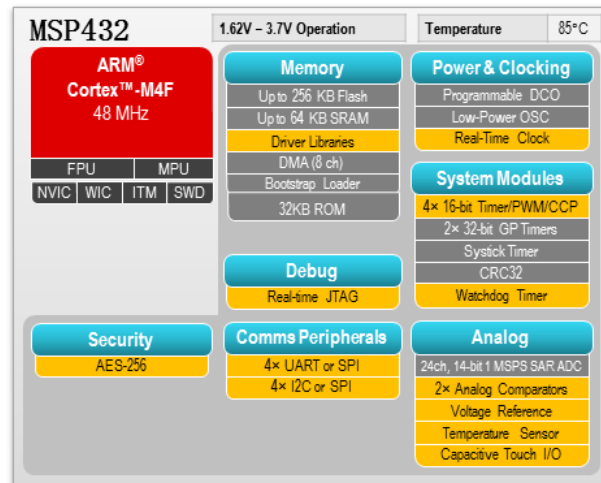 MSP432
1.62V – 3.7V Operation
Temperature
85°C
ARM®
Cortex™-M4F
48 MHz
FPU
MPU
NVIC
WIC
ITM
SWD
Memory
Up to 256 KB Flash
Up to 64 KB SRAM
Driver Libraries
DMA (8 ch)
Bootstrap Loader
32KB ROM
Power & Clocking
Programmable DCO
Low-Power OSC
Real-Time Clock
System Modules
4× 16-bit Timer/PWM/CCP
2× 32-bit GP Timers
Systick Timer
CRC32
Watchdog Timer
Debug
Real-time JTAG
Security
AES-256
Comms Peripherals
4× UART or SPI
4× I2C or SPI
Analog
24ch, 14-bit 1 MSPS SAR ADC
2× Analog Comparators
Voltage Reference
Temperature Sensor
Capacitive Touch I/O